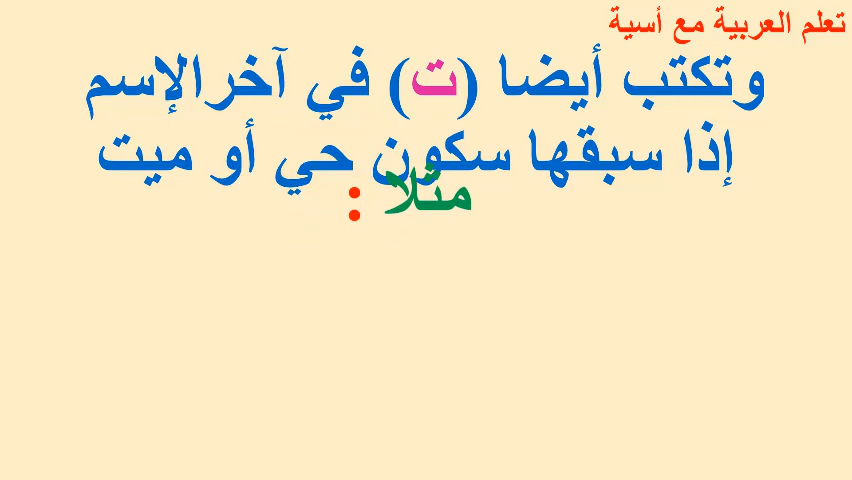 تعلم العربية مع أسية
وتكتب أيضا (ت) في آخرالإسم
إذا سبقها سكون حي أو ميت
مثلا :